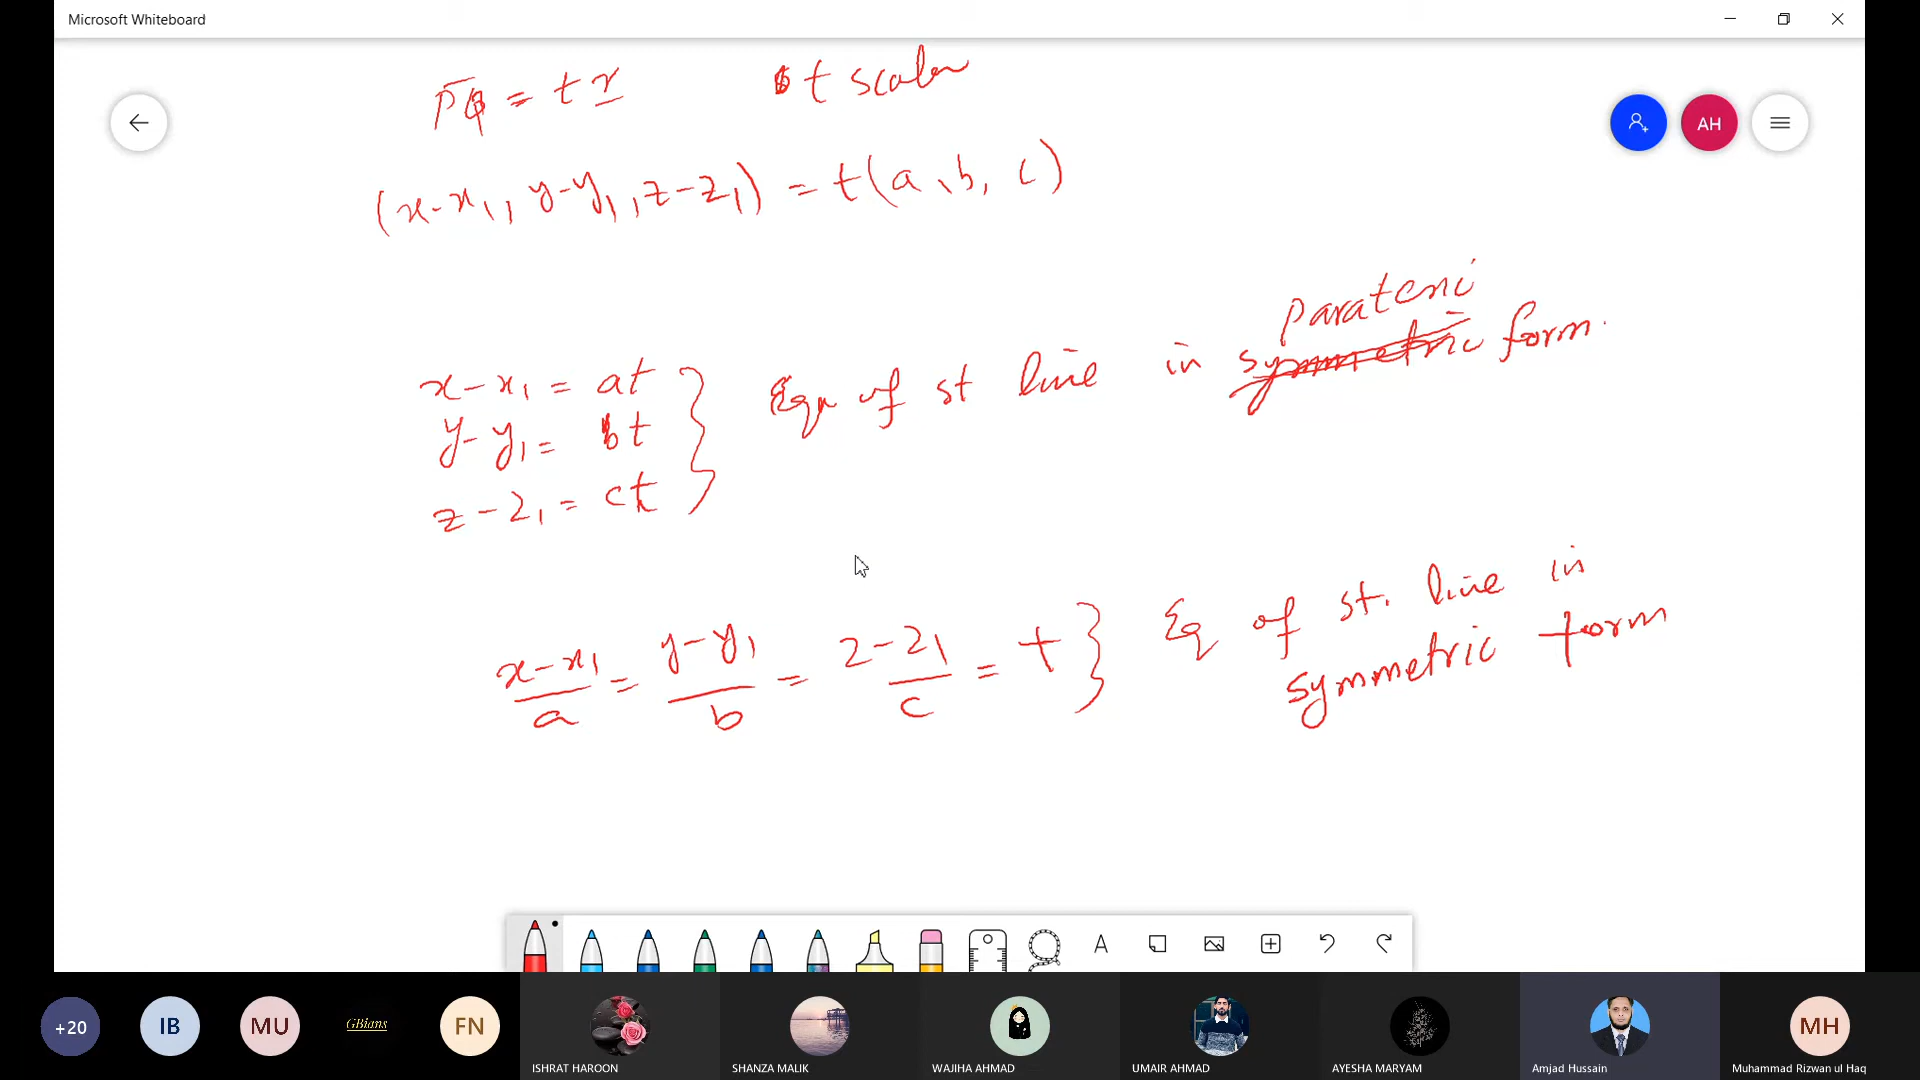 Microsoft Whiteboard
PQ = t r t scalar
AH
(x-x₁, y-y₁, z-z₁) = t(a, b, c)
parateric
x-x₁ = at
y-y₁ = bt
z-z₁ = ct
Eqn of st line in symmetric form.
x-x₁/a = y-y₁/b = z-z₁/c = t
Eq of st. line in
symmetric form
A
+20 IB MU GBians FN MH
ISHRAT HAROON SHANZA MALIK WAJIHA AHMAD UMAIR AHMAD AYESHA MARYAM Amjad Hussain Muhammad Rizwan ul Haq